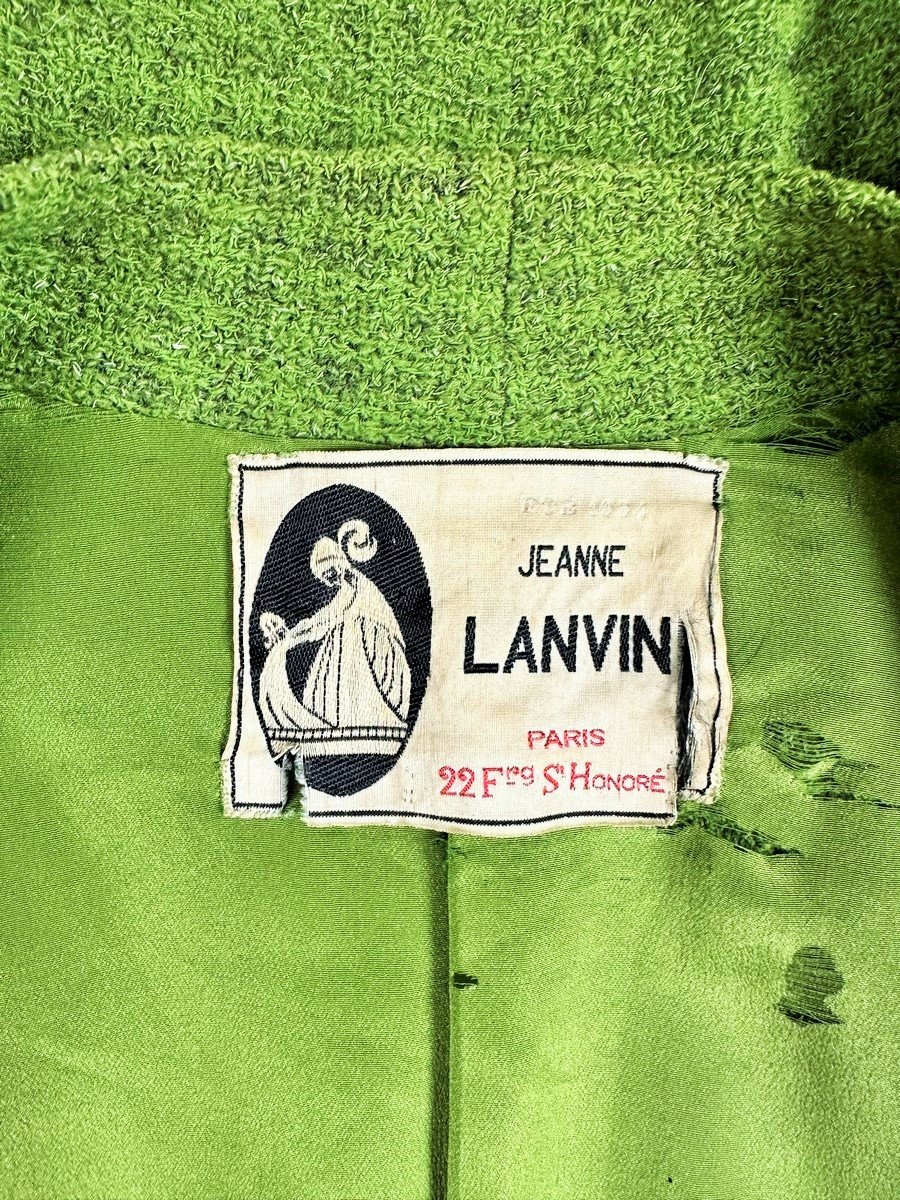 JEANNE
LANVIN
PARIS
22 Frg St HONORÉ